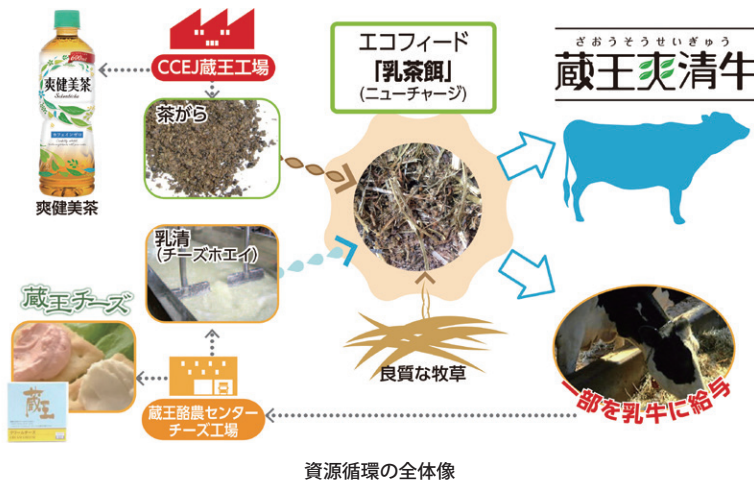 爽健美茶
爽健美茶
CCEJ蔵王工場
茶がら
エコフィード
「乳茶餌」
(ニューチャージ)
ざおうそうせいぎゅう
蔵王爽清牛
乳清
(チーズホエイ)
蔵王チーズ
蔵王
蔵王酪農センター
チーズ工場
良質な牧草
一部を乳牛に給与
資源循環の全体像